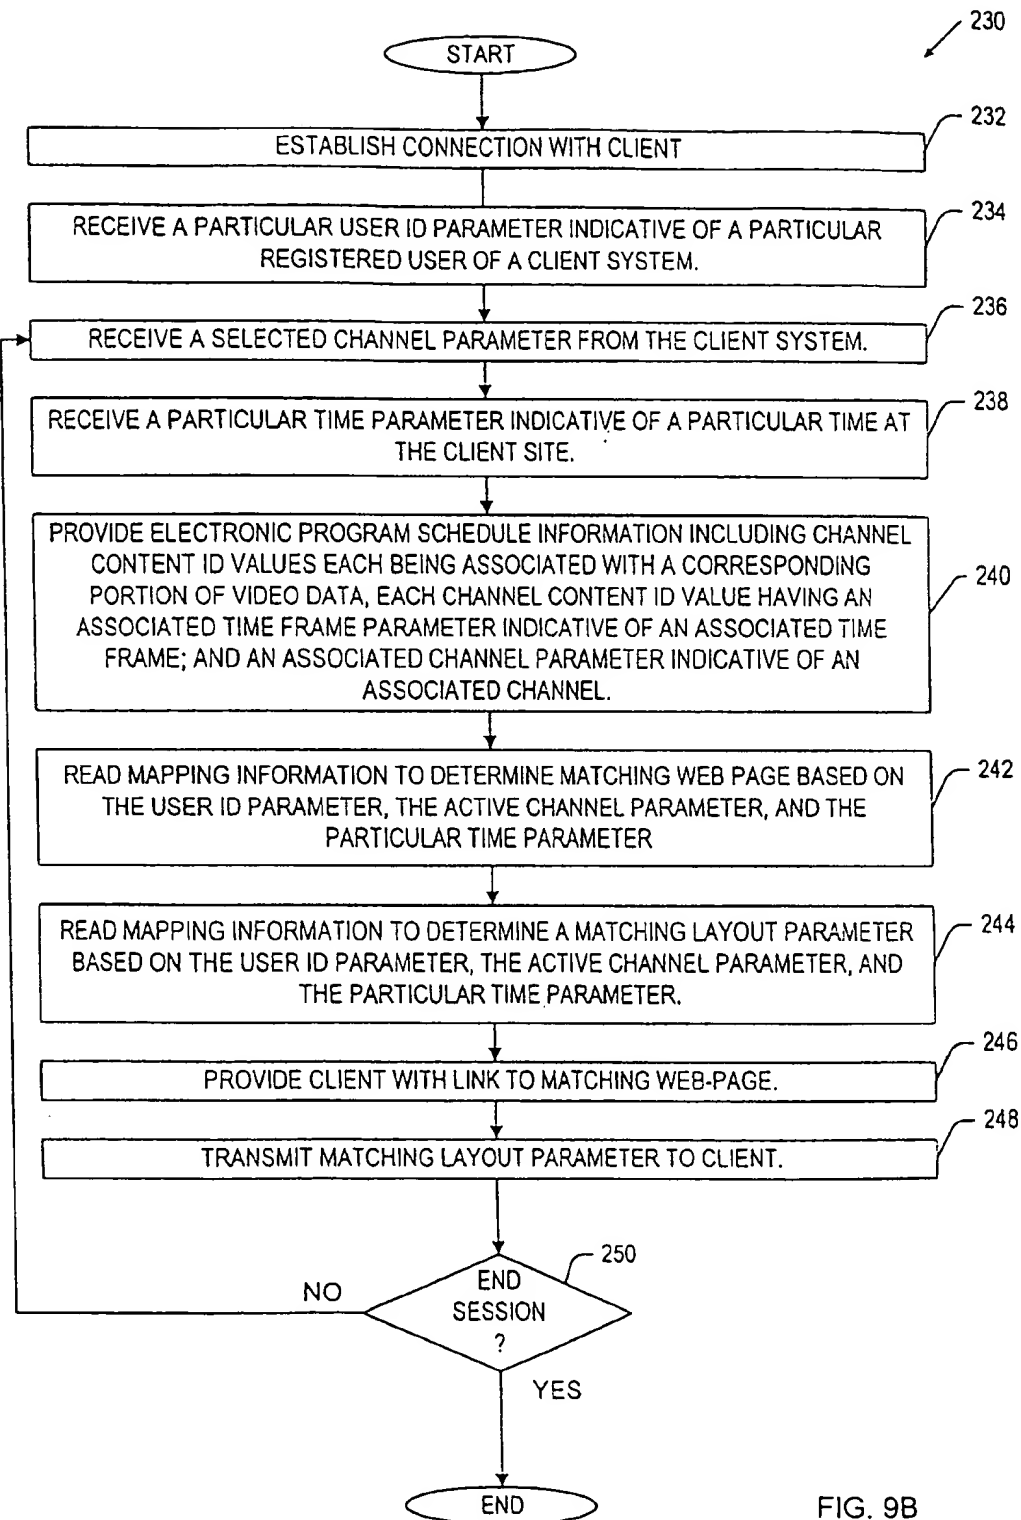 230
START
232
ESTABLISH CONNECTION WITH CLIENT
234
RECEIVE A PARTICULAR USER ID PARAMETER INDICATIVE OF A PARTICULAR
REGISTERED USER OF A CLIENT SYSTEM.
236
RECEIVE A SELECTED CHANNEL PARAMETER FROM THE CLIENT SYSTEM.
238
RECEIVE A PARTICULAR TIME PARAMETER INDICATIVE OF A PARTICULAR TIME AT
THE CLIENT SITE.
PROVIDE ELECTRONIC PROGRAM SCHEDULE INFORMATION INCLUDING CHANNEL
CONTENT ID VALUES EACH BEING ASSOCIATED WITH A CORRESPONDING
240
PORTION OF VIDEO DATA, EACH CHANNEL CONTENT ID VALUE HAVING AN
ASSOCIATED TIME FRAME PARAMETER INDICATIVE OF AN ASSOCIATED TIME
FRAME; AND AN ASSOCIATED CHANNEL PARAMETER INDICATIVE OF AN
ASSOCIATED CHANNEL.
242
READ MAPPING INFORMATION TO DETERMINE MATCHING WEB PAGE BASED ON
THE USER ID PARAMETER, THE ACTIVE CHANNEL PARAMETER, AND THE
PARTICULAR TIME PARAMETER
244
READ MAPPING INFORMATION TO DETERMINE A MATCHING LAYOUT PARAMETER
BASED ON THE USER ID PARAMETER, THE ACTIVE CHANNEL PARAMETER, AND
THE PARTICULAR TIME PARAMETER.
246
PROVIDE CLIENT WITH LINK TO MATCHING WEB-PAGE.
248
TRANSMIT MATCHING LAYOUT PARAMETER TO CLIENT.
250
END
SESSION
?
NO
YES
END
FIG. 9B